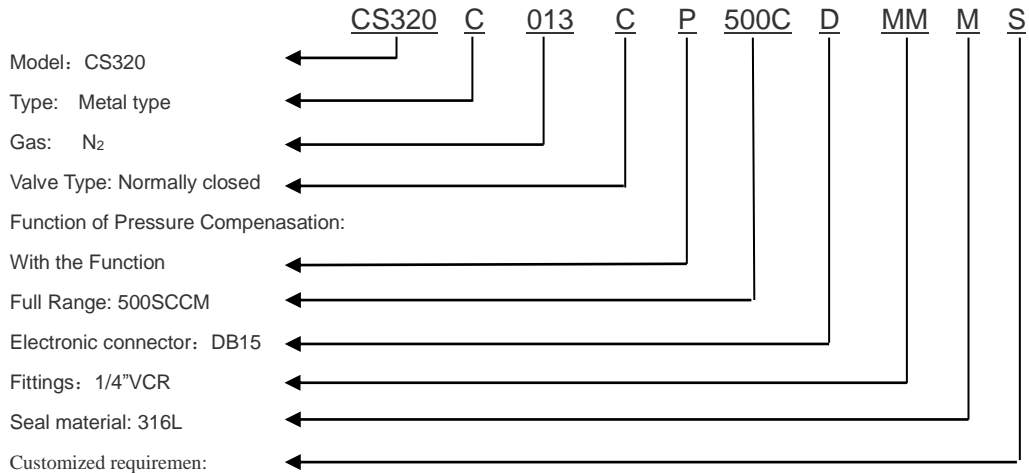 CS320 C 013 C P 500C D MM M S
Model：CS320
Type: Metal type
Gas: N₂
Valve Type: Normally closed
Function of Pressure Compenasation:
With the Function
Full Range: 500SCCM
Electronic connector：DB15
Fittings：1/4”VCR
Seal material: 316L
Customized requiremen: